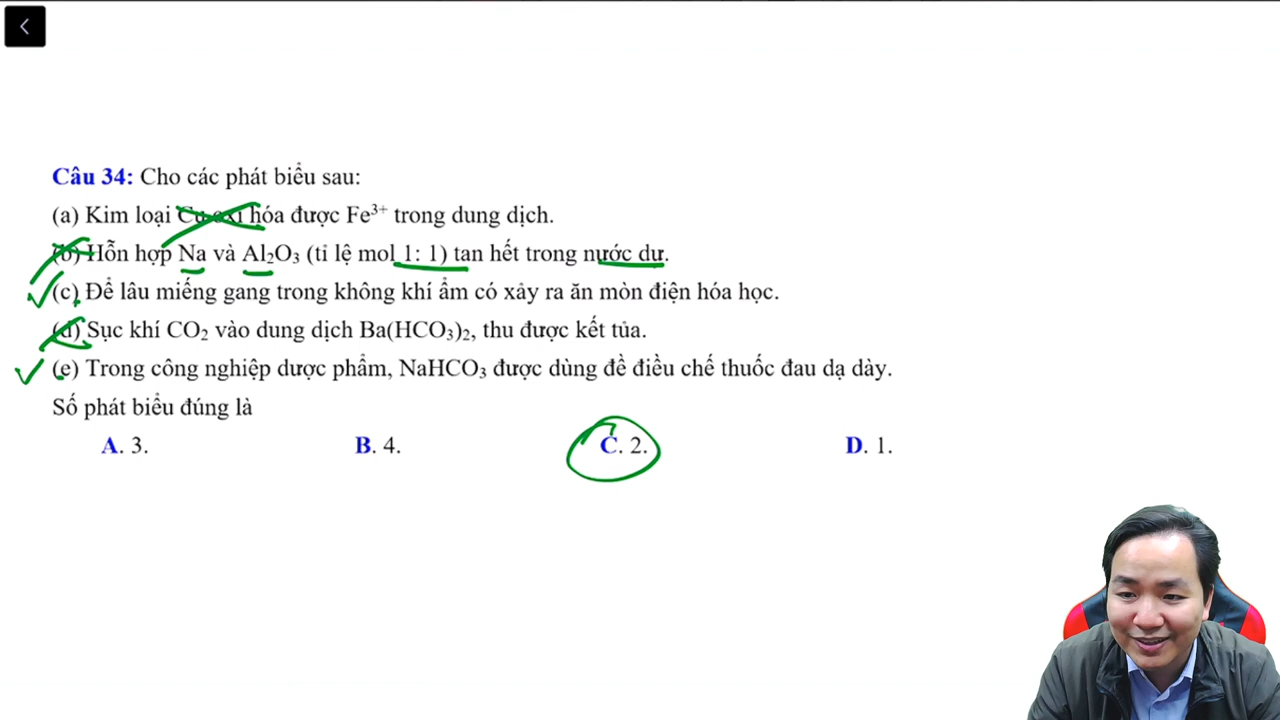 Câu 34: Cho các phát biểu sau:
(a) Kim loại Cu oxi hóa được Fe³⁺ trong dung dịch.
(b) Hỗn hợp Na và Al₂O₃ (tỉ lệ mol 1: 1) tan hết trong nước dư.
(c) Để lâu miếng gang trong không khí ẩm có xảy ra ăn mòn điện hóa học.
(d) Sục khí CO₂ vào dung dịch Ba(HCO₃)₂, thu được kết tủa.
(e) Trong công nghiệp dược phẩm, NaHCO₃ được dùng để điều chế thuốc đau dạ dày.
Số phát biểu đúng là
A. 3. B. 4. C. 2. D. 1.